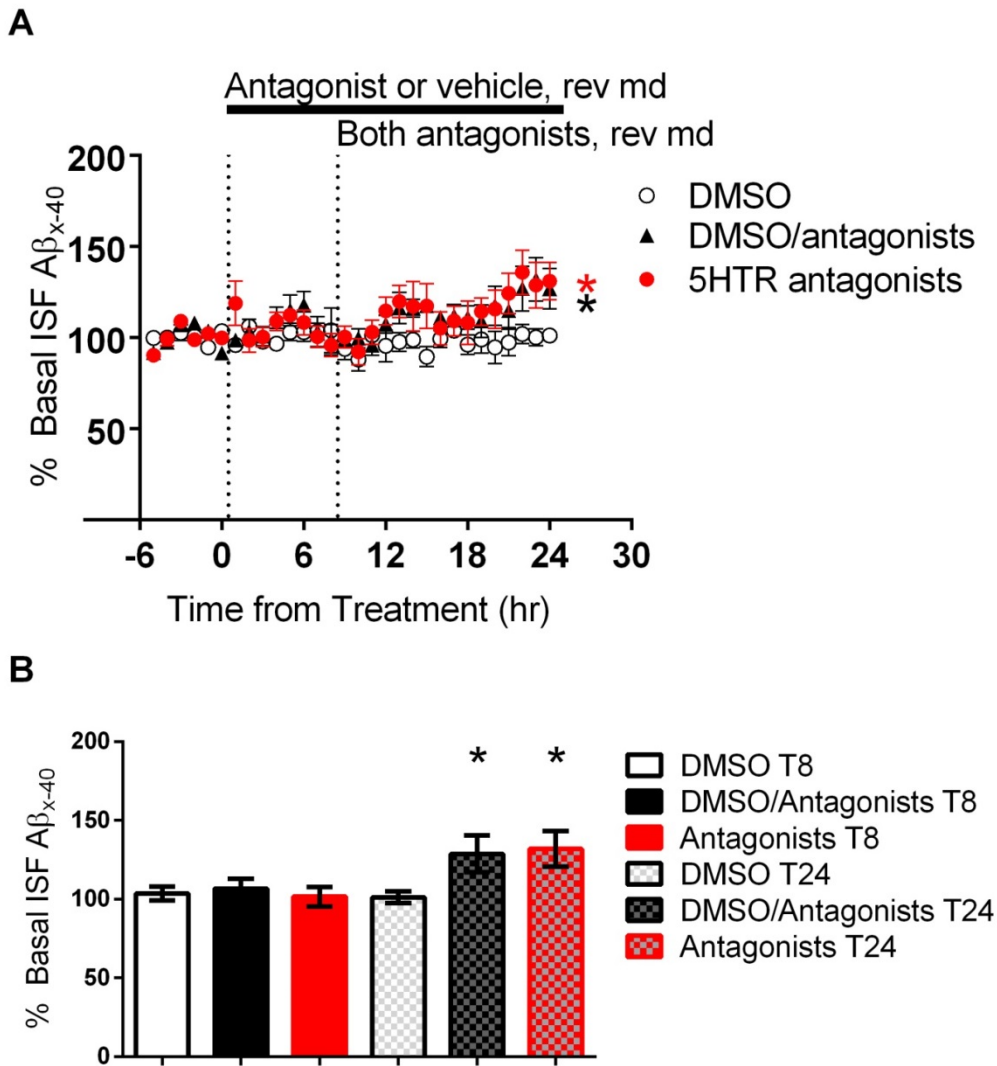 A
Antagonist or vehicle, rev md
Both antagonists, rev md
% Basal ISF Aβx-40
200
150
100
50
DMSO
DMSO/antagonists
5HTR antagonists
*
*
-6 0 6 12 18 24 30
Time from Treatment (hr)
B
% Basal ISF Aβx-40
200
150
100
50
0
* *
DMSO T8
DMSO/Antagonists T8
Antagonists T8
DMSO T24
DMSO/Antagonists T24
Antagonists T24